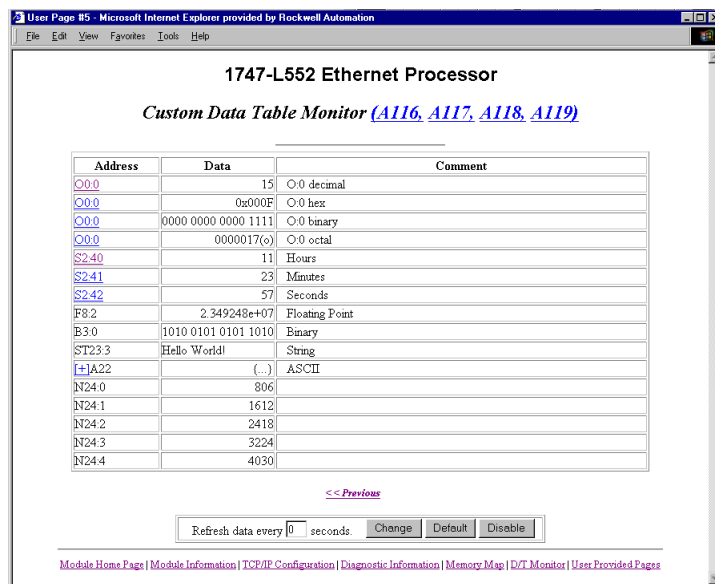 User Page #5 - Microsoft Internet Explorer provided by Rockwell Automation
File Edit View Favorites Tools Help
1747-L552 Ethernet Processor
Custom Data Table Monitor (A116, A117, A118, A119)
Address Data Comment
O0:0 15 O:0 decimal
O0:0 0x000F O:0 hex
O0:0 0000 0000 0000 1111 O:0 binary
O0:0 0000017(o) O:0 octal
S2:40 11 Hours
S2:41 23 Minutes
S2:42 57 Seconds
F8:2 2.349248e+07 Floating Point
B3:0 1010 0101 0101 1010 Binary
ST23:3 Hello World! String
[+]A22 {...} ASCII
N24:0 806
N24:1 1612
N24:2 2418
N24:3 3224
N24:4 4030
<< Previous
Refresh data every 0 seconds. Change Default Disable
Module Home Page | Module Information | TCP/IP Configuration | Diagnostic Information | Memory Map | D/T Monitor | User Provided Pages